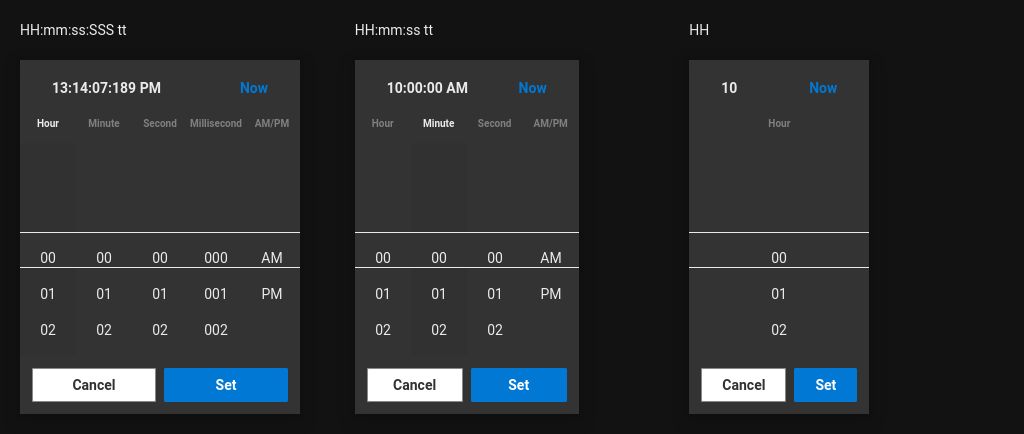 HH:mm:ss:SSS tt
13:14:07:189 PM Now
Hour Minute Second Millisecond AM/PM
00 00 00 000 AM
01 01 01 001 PM
02 02 02 002
Cancel Set
HH:mm:ss tt
10:00:00 AM Now
Hour Minute Second AM/PM
00 00 00 AM
01 01 01 PM
02 02 02
Cancel Set
HH
10 Now
Hour
00
01
02
Cancel Set